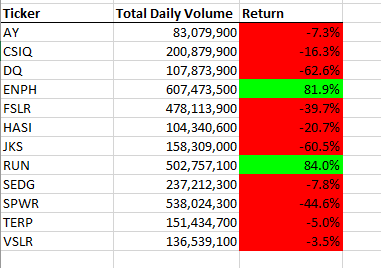 Ticker Total Daily Volume Return
AY 83,079,900 -7.3%
CSIQ 200,879,900 -16.3%
DQ 107,873,900 -62.6%
ENPH 607,473,500 81.9%
FSLR 478,113,900 -39.7%
HASI 104,340,600 -20.7%
JKS 158,309,000 -60.5%
RUN 502,757,100 84.0%
SEDG 237,212,300 -7.8%
SPWR 538,024,300 -44.6%
TERP 151,434,700 -5.0%
VSLR 136,539,100 -3.5%